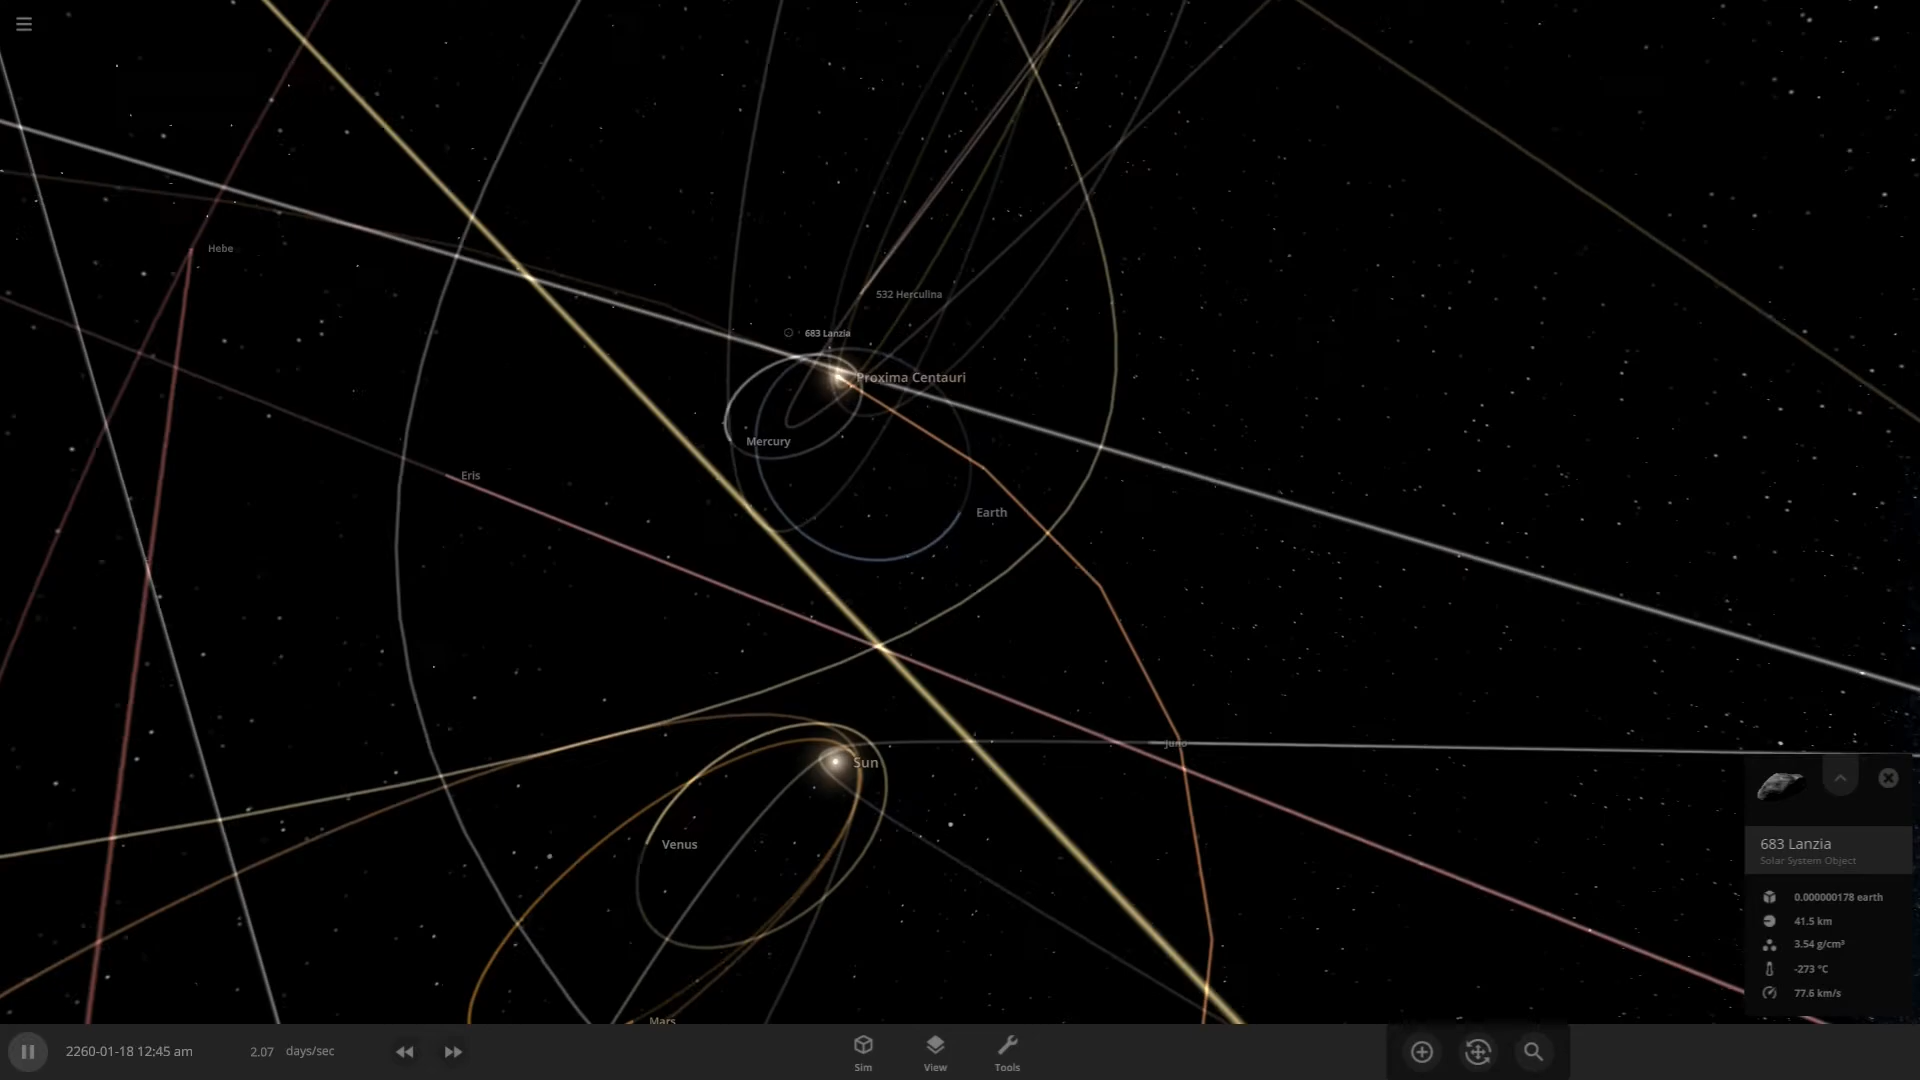 Hebe
532 Herculina
683 Lanzia
Proxima Centauri
Mercury
Eris
Earth
Juno
Sun
Venus
Mars
683 Lanzia
Solar System Object
0.000000178 earth
41.5 km
3.54 g/cm³
-273 °C
77.6 km/s
2260-01-18 12:45 am
2.07 days/sec
Sim
View
Tools